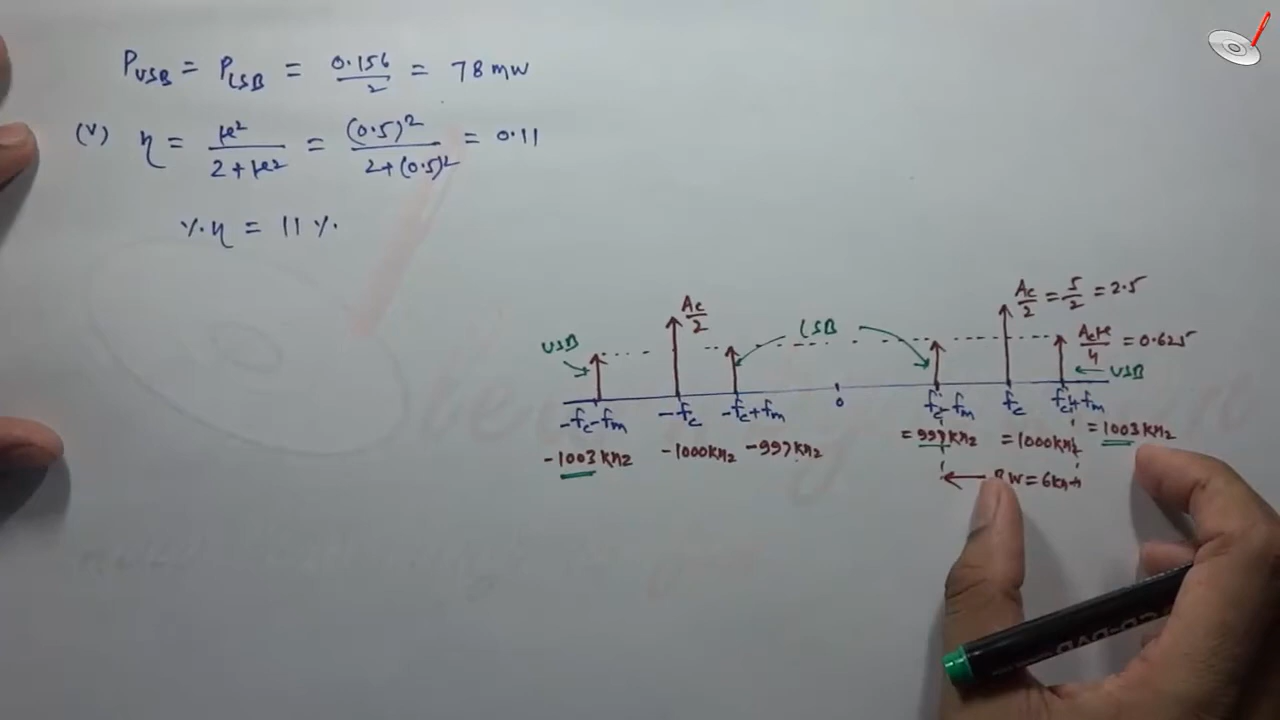 P_USB = P_LSB = 0.156/2 = 78 mW
(V) η = μ²/(2+μ²) = (0.5)²/(2+(0.5)²) = 0.11
%η = 11 %.
Ac/2 = 5/2 = 2.5
Ac/2
LSB
USB
Acμ/4 = 0.625
USB
-fc-fm -fc -fc+fm 0 fc-fm fc fc+fm
-1003 kHz -1000 kHz -997 kHz = 997 kHz = 1000 kHz = 1003 kHz
BW = 6 kHz